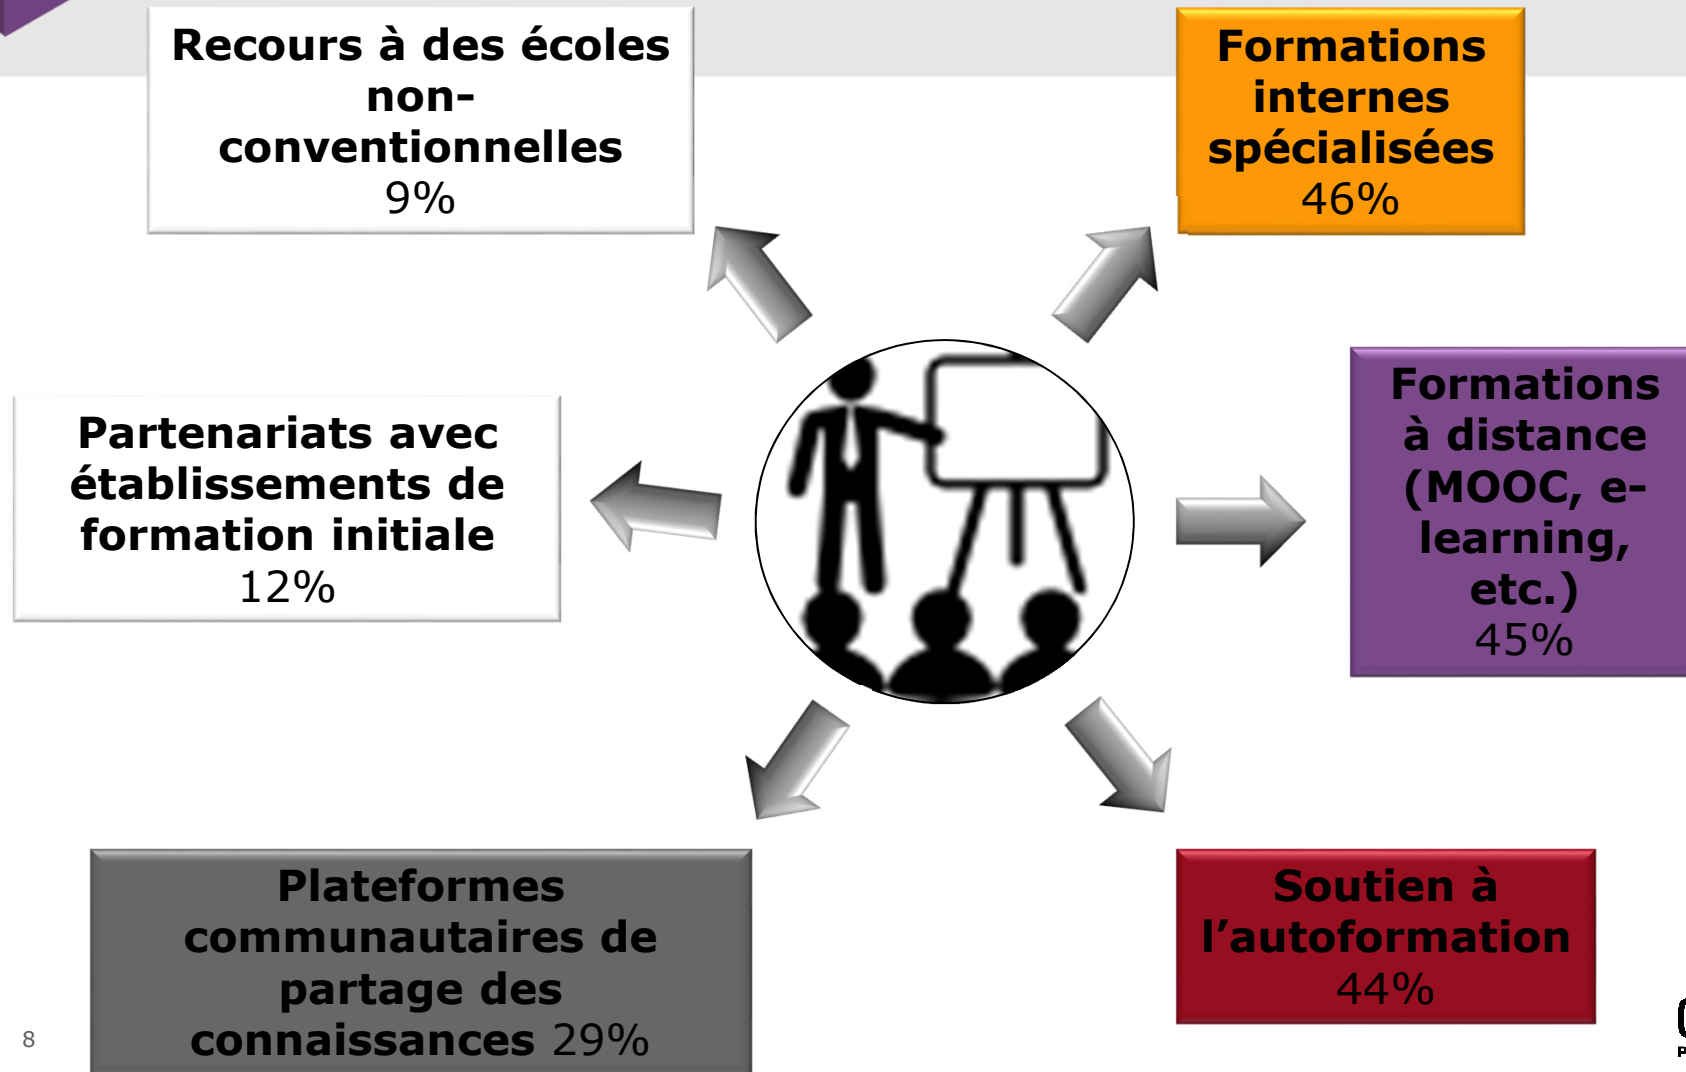 Recours à des écoles
non-
conventionnelles
9%
Formations
internes
spécialisées
46%
Partenariats avec
établissements de
formation initiale
12%
Formations
à distance
(MOOC, e-
learning,
etc.)
45%
Plateformes
communautaires de
partage des
connaissances 29%
Soutien à
l’autoformation
44%
8